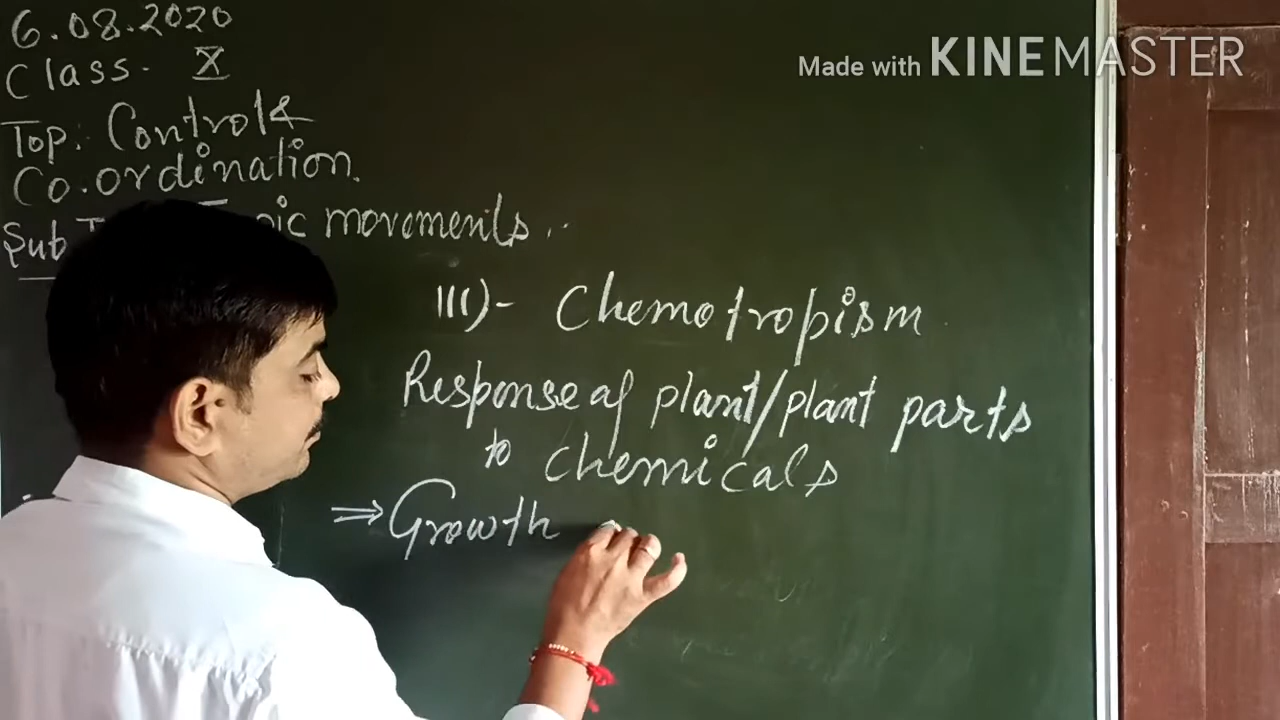 6.08.2020
Class- X
Top: Control &
Co.ordination.
Sub movements..
III)- Chemotropism
Response of plant/plant parts
to chemicals
⇒ Growth
Made with KINEMASTER